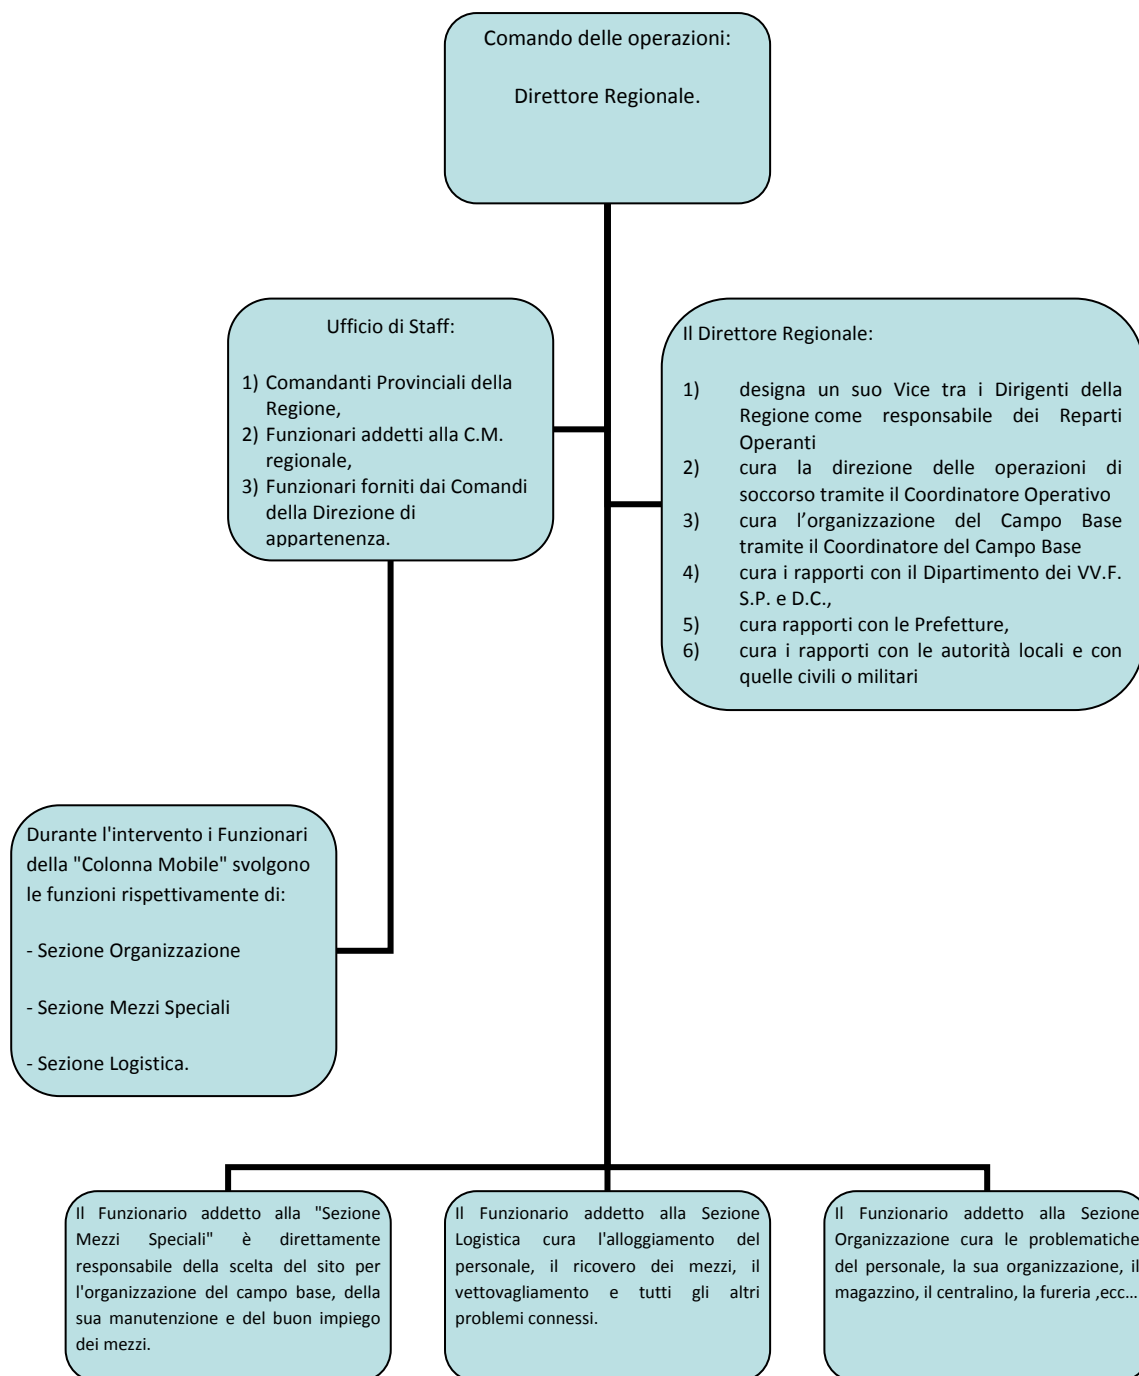 Comando delle operazioni:
Direttore Regionale.
Ufficio di Staff:
1) Comandanti Provinciali della
Regione,
2) Funzionari addetti alla C.M.
regionale,
3) Funzionari forniti dai Comandi
della Direzione di
appartenenza.
Il Direttore Regionale:
1) designa un suo Vice tra i Dirigenti della
Regione come responsabile dei Reparti
Operanti
2) cura la direzione delle operazioni di
soccorso tramite il Coordinatore Operativo
3) cura l’organizzazione del Campo Base
tramite il Coordinatore del Campo Base
4) cura i rapporti con il Dipartimento dei VV.F.
S.P. e D.C.,
5) cura rapporti con le Prefetture,
6) cura i rapporti con le autorità locali e con
quelle civili o militari
Durante l'intervento i Funzionari
della "Colonna Mobile" svolgono
le funzioni rispettivamente di:
- Sezione Organizzazione
- Sezione Mezzi Speciali
- Sezione Logistica.
Il Funzionario addetto alla "Sezione
Mezzi Speciali" è direttamente
responsabile della scelta del sito per
l'organizzazione del campo base, della
sua manutenzione e del buon impiego
dei mezzi.
Il Funzionario addetto alla Sezione
Logistica cura l'alloggiamento del
personale, il ricovero dei mezzi, il
vettovagliamento e tutti gli altri
problemi connessi.
Il Funzionario addetto alla Sezione
Organizzazione cura le problematiche
del personale, la sua organizzazione, il
magazzino, il centralino, la fureria ,ecc…